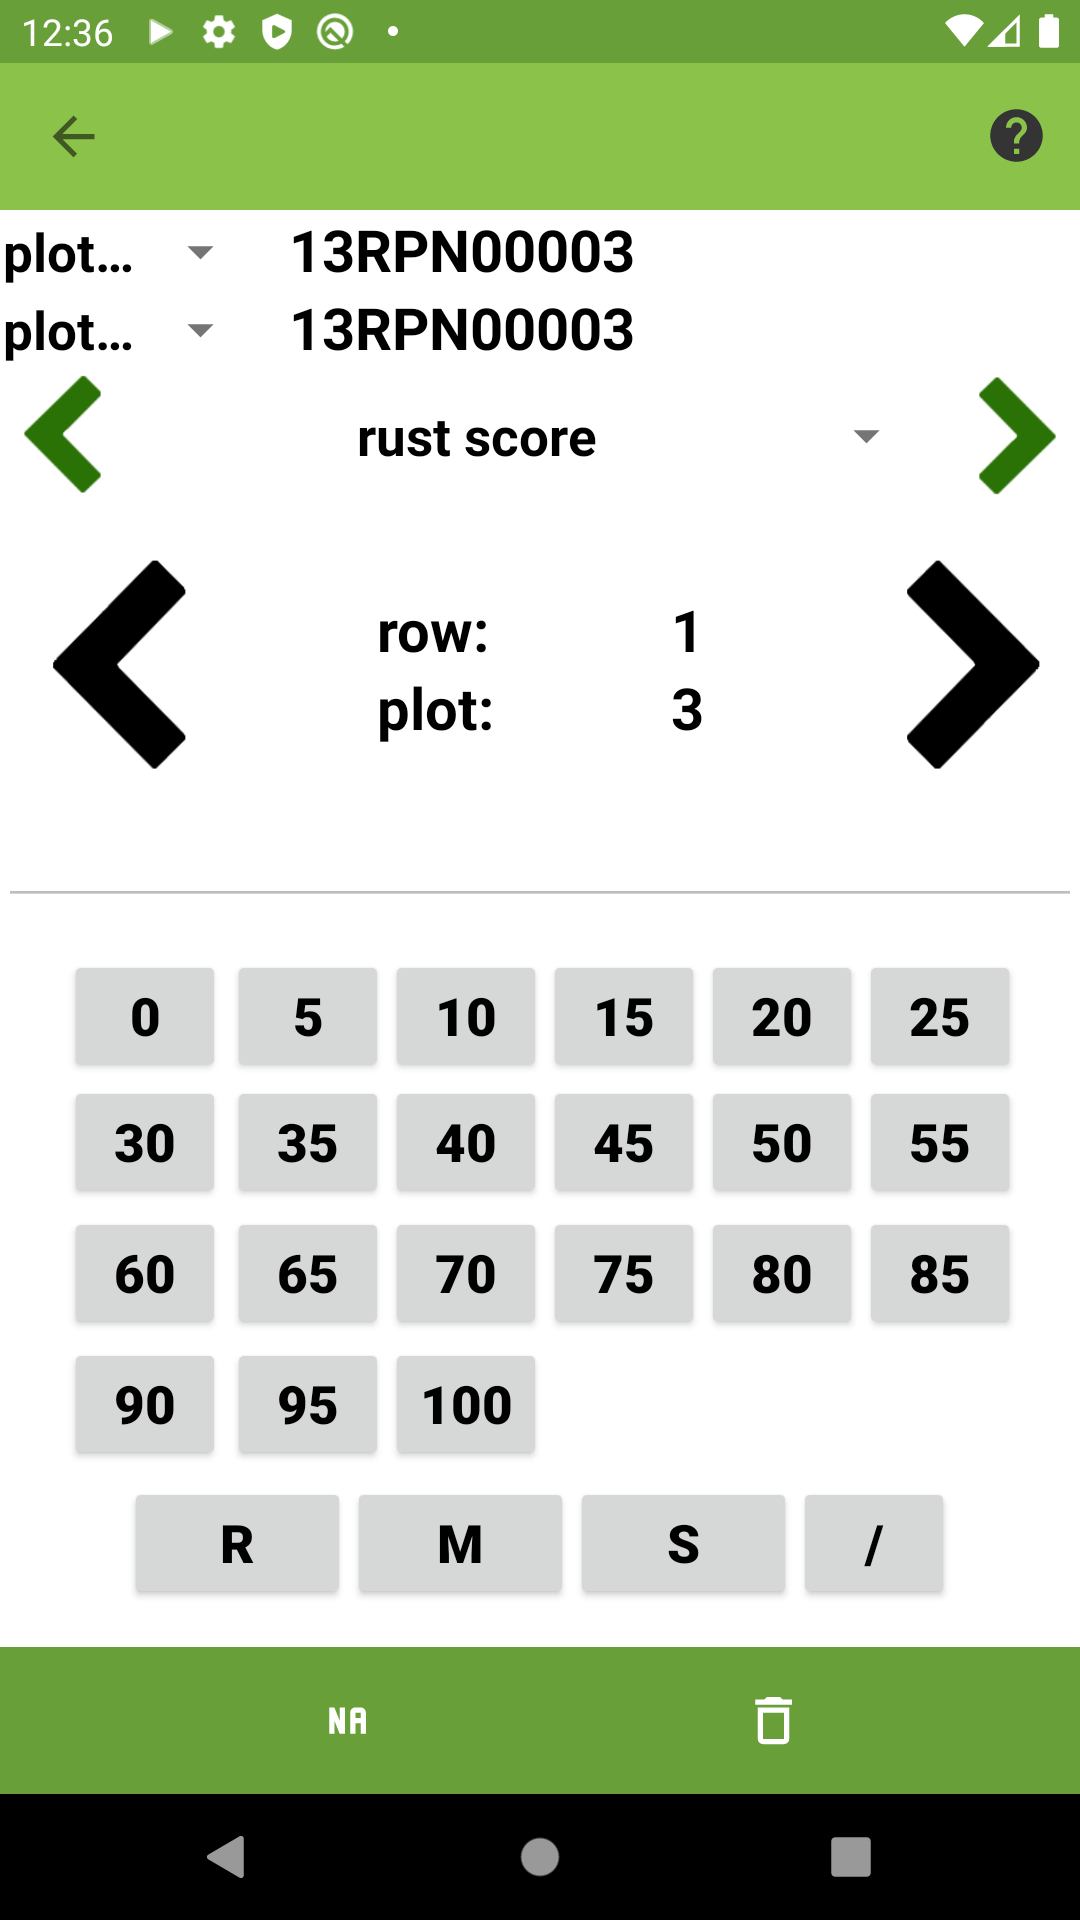 12:36
plot... 13RPN00003
plot... 13RPN00003
rust score
row: 1
plot: 3
0 5 10 15 20 25
30 35 40 45 50 55
60 65 70 75 80 85
90 95 100
R M S /
NA